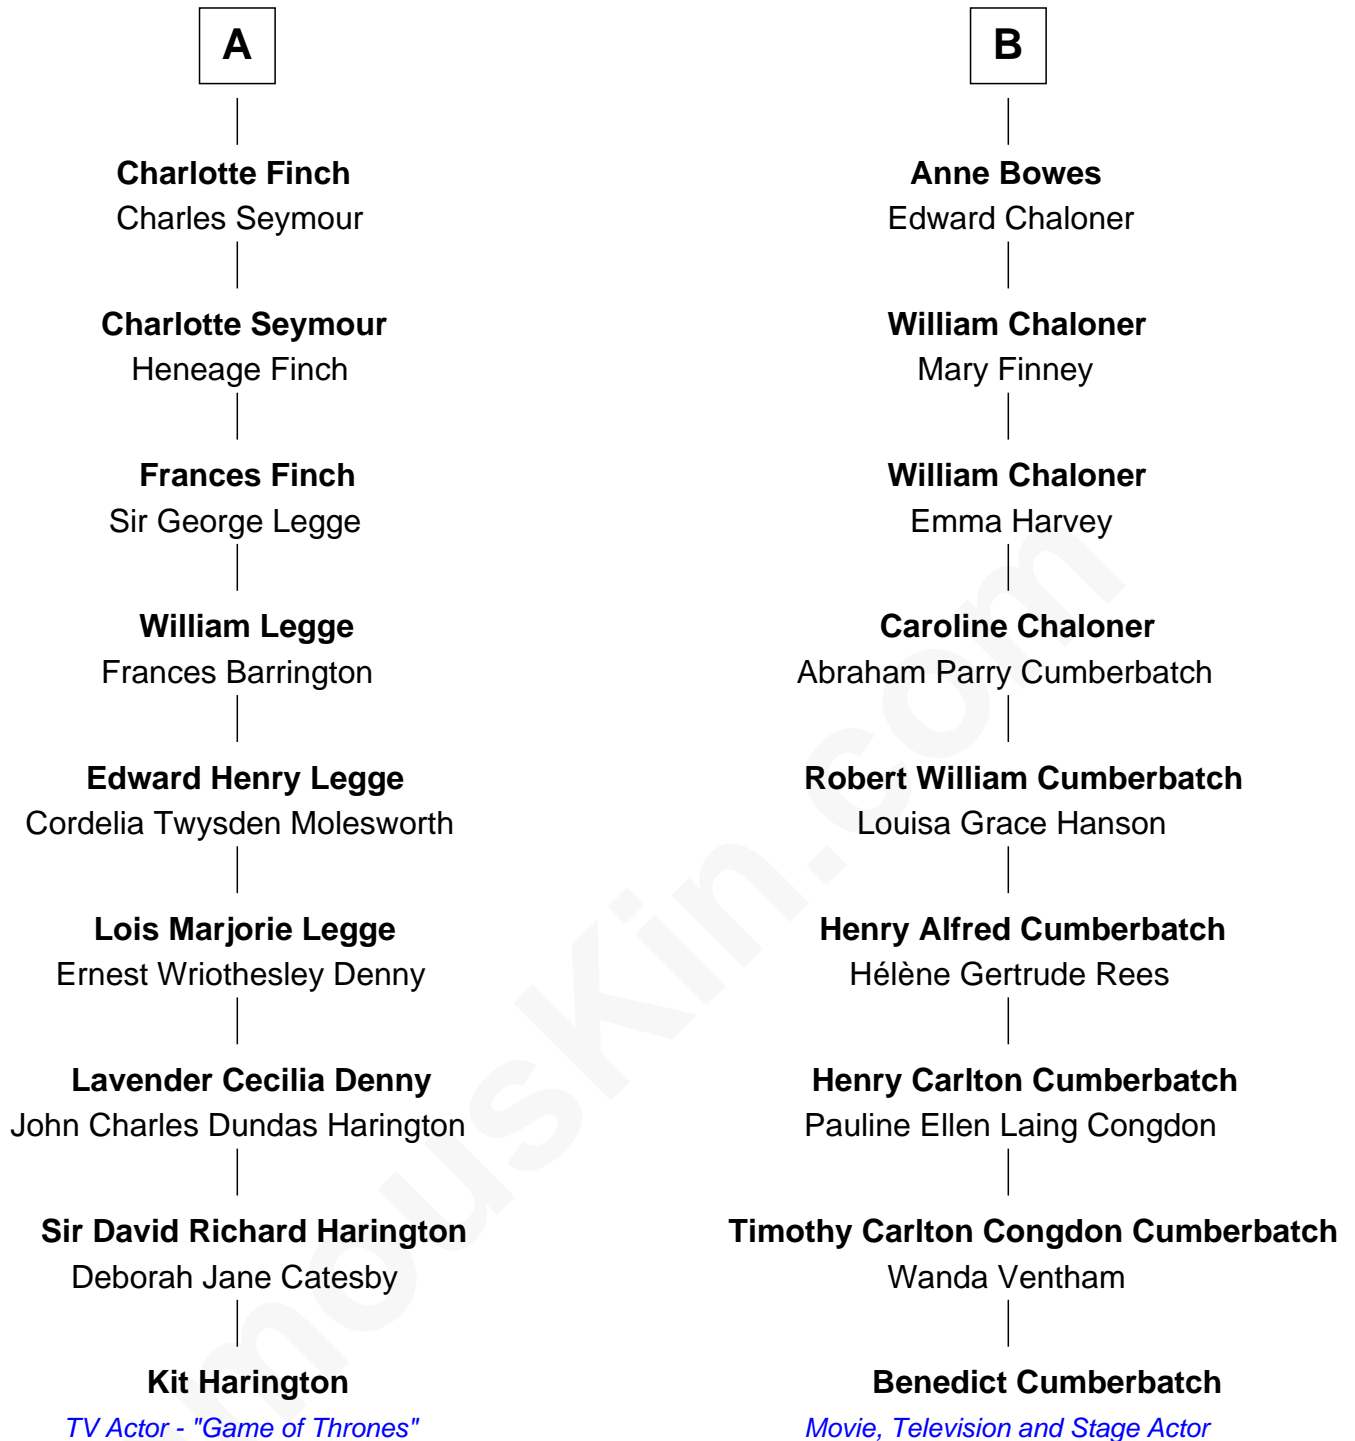 A
Charlotte Finch
Charles Seymour
Charlotte Seymour
Heneage Finch
Frances Finch
Sir George Legge
William Legge
Frances Barrington
Edward Henry Legge
Cordelia Twysden Molesworth
Lois Marjorie Legge
Ernest Wriothesley Denny
Lavender Cecilia Denny
John Charles Dundas Harington
Sir David Richard Harington
Deborah Jane Catesby
Kit Harington
TV Actor - "Game of Thrones"
B
Anne Bowes
Edward Chaloner
William Chaloner
Mary Finney
William Chaloner
Emma Harvey
Caroline Chaloner
Abraham Parry Cumberbatch
Robert William Cumberbatch
Louisa Grace Hanson
Henry Alfred Cumberbatch
Hélène Gertrude Rees
Henry Carlton Cumberbatch
Pauline Ellen Laing Congdon
Timothy Carlton Congdon Cumberbatch
Wanda Ventham
Benedict Cumberbatch
Movie, Television and Stage Actor
mousKin.com